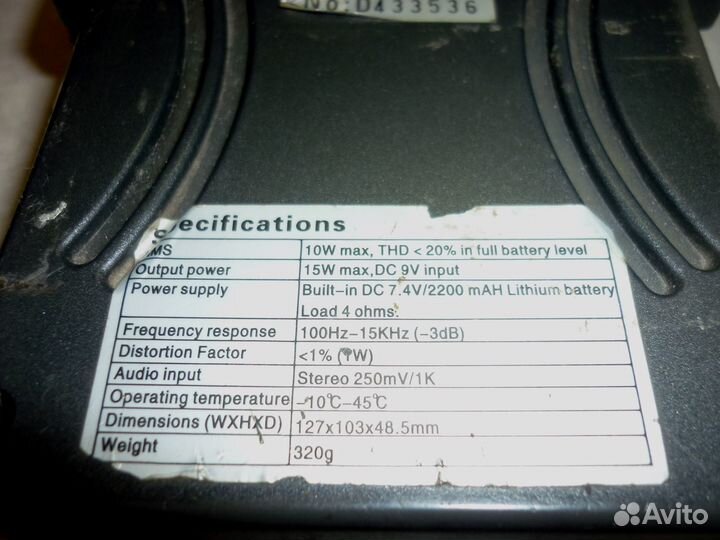 No:D433536
ecifications
MS 10W max, THD < 20% in full battery level
Output power 15W max,DC 9V input
Power supply Built-in DC 7.4V/2200 mAH Lithium battery
Load 4 ohms.
Frequency response 100Hz-15KHz (-3dB)
Distortion Factor <1% (1W)
Audio input Stereo 250mV/1K
Operating temperature -10℃-45℃
Dimensions (WXHXD) 127x103x48.5mm
Weight 320g
Avito